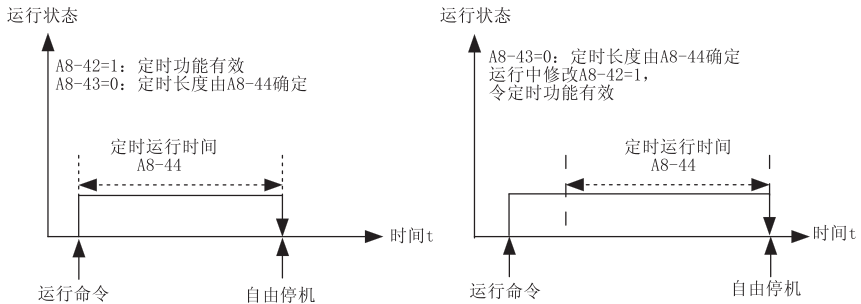 运行状态
A8-42=1：定时功能有效
A8-43=0：定时长度由A8-44确定
定时运行时间
A8-44
时间t
运行命令
自由停机
运行状态
A8-43=0：定时长度由A8-44确定
运行中修改A8-42=1，
令定时功能有效
定时运行时间
A8-44
时间t
运行命令
自由停机